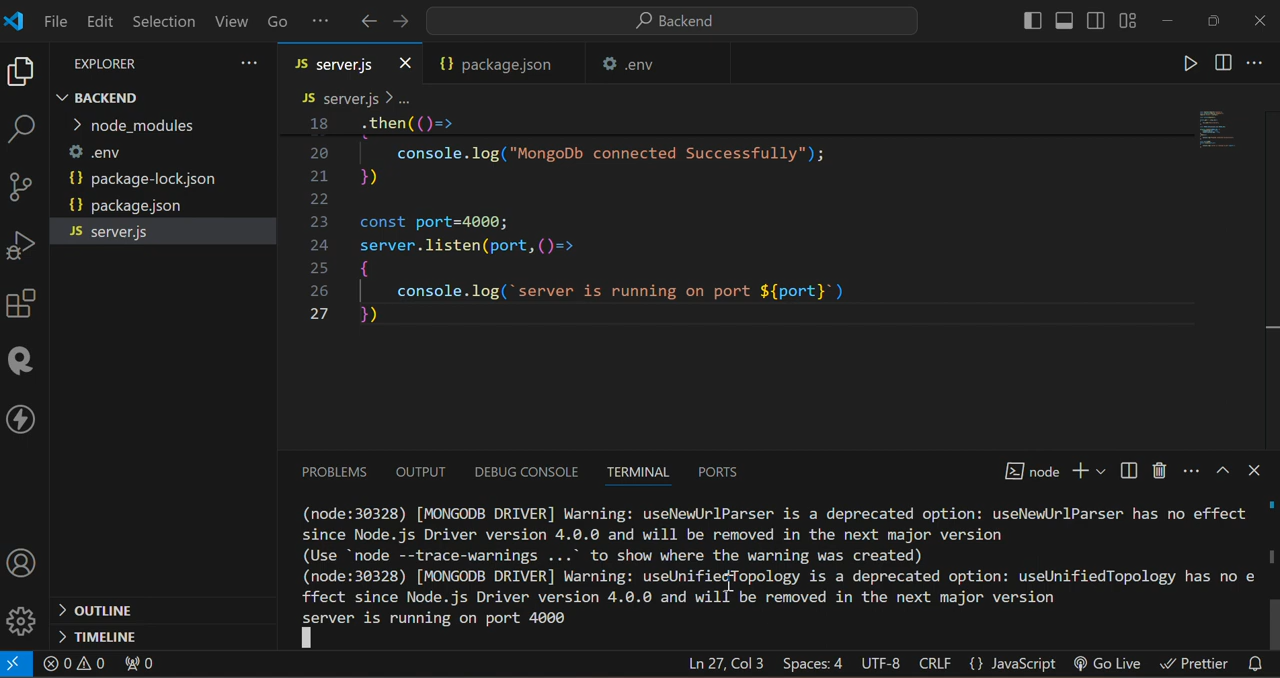 File Edit Selection View Go ... Backend
EXPLORER ...
JS server.js {} package.json .env
BACKEND
node_modules
.env
{} package-lock.json
{} package.json
JS server.js
JS server.js > ...
18 .then(()=>
20 console.log("MongoDb connected Successfully");
21 })
22
23 const port=4000;
24 server.listen(port,()=>
25 {
26 console.log(`server is running on port ${port}`)
27 })
PROBLEMS OUTPUT DEBUG CONSOLE TERMINAL PORTS node
(node:30328) [MONGODB DRIVER] Warning: useNewUrlParser is a deprecated option: useNewUrlParser has no effect
since Node.js Driver version 4.0.0 and will be removed in the next major version
(Use `node --trace-warnings ...` to show where the warning was created)
(node:30328) [MONGODB DRIVER] Warning: useUnifiedTopology is a deprecated option: useUnifiedTopology has no e
ffect since Node.js Driver version 4.0.0 and will be removed in the next major version
server is running on port 4000
OUTLINE
TIMELINE
0 0 0 Ln 27, Col 3 Spaces: 4 UTF-8 CRLF {} JavaScript Go Live Prettier